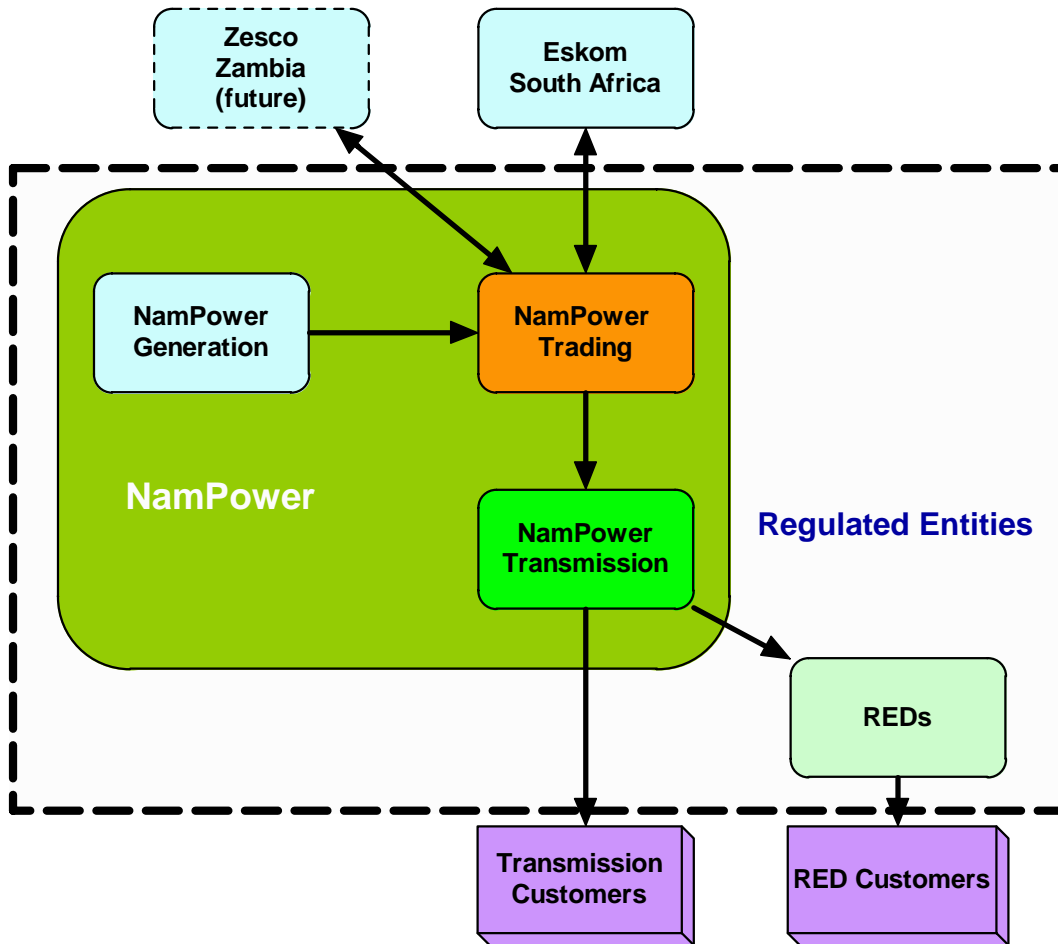 Zesco
Zambia
(future)
Eskom
South Africa
NamPower
Generation
NamPower
Trading
NamPower
NamPower
Transmission
Regulated Entities
REDs
Transmission
Customers
RED Customers